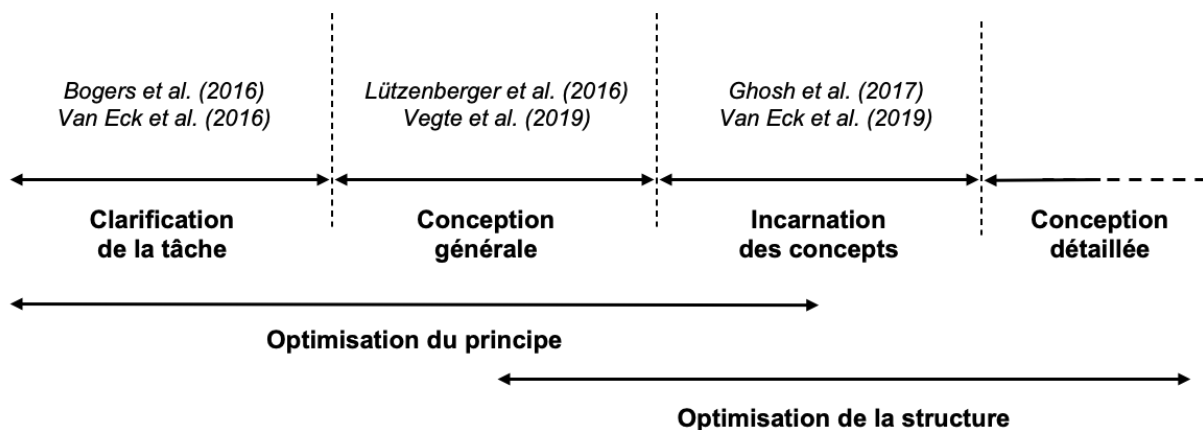 Bogers et al. (2016)
Van Eck et al. (2016)
Lützenberger et al. (2016)
Vegte et al. (2019)
Ghosh et al. (2017)
Van Eck et al. (2019)
Clarification
de la tâche
Conception
générale
Incarnation
des concepts
Conception
détaillée
Optimisation du principe
Optimisation de la structure